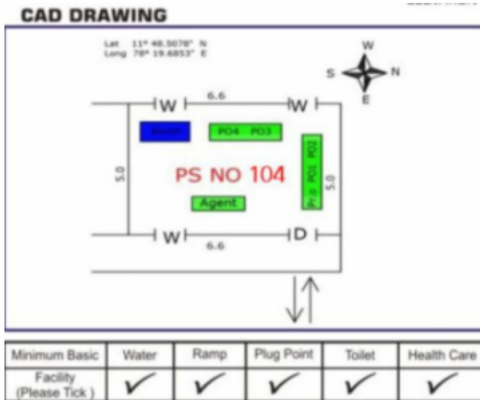 CAD DRAWING
Lat 11° 48.5078" N
Long 78° 19.6853" E
W
S N
E
W 6.6 W
PO4 PO3
5.0
PS NO 104
Pr.o PO1 PO2
5.0
Agent
W 6.6 D
Minimum Basic Water Ramp Plug Point Toilet Health Care
Facility
(Please Tick )